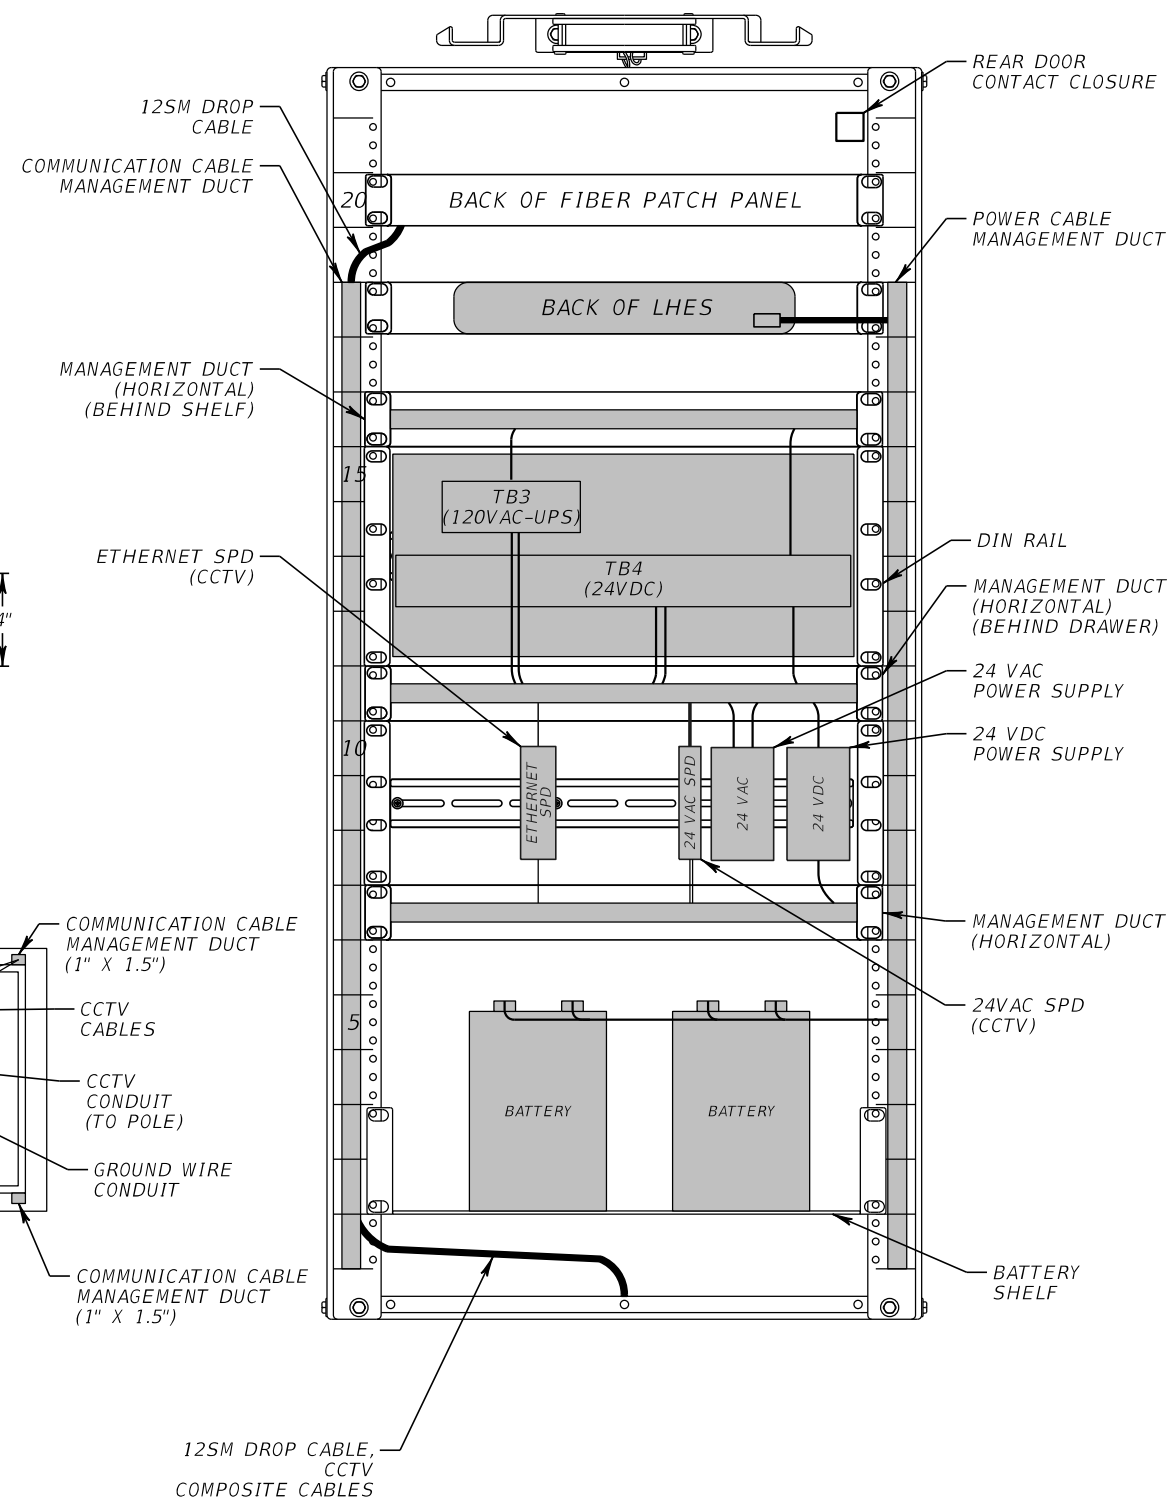 REAR DOOR
CONTACT CLOSURE
12SM DROP
CABLE
COMMUNICATION CABLE
MANAGEMENT DUCT
20
BACK OF FIBER PATCH PANEL
POWER CABLE
MANAGEMENT DUCT
BACK OF LHES
MANAGEMENT DUCT
(HORIZONTAL)
(BEHIND SHELF)
15
TB3
(120VAC-UPS)
ETHERNET SPD
(CCTV)
TB4
(24VDC)
DIN RAIL
MANAGEMENT DUCT
(HORIZONTAL)
(BEHIND DRAWER)
4"
24 VAC
POWER SUPPLY
24 VDC
POWER SUPPLY
10
ETHERNET
SPD
24 VAC SPD
24 VAC
24 VDC
COMMUNICATION CABLE
MANAGEMENT DUCT
(1" X 1.5")
MANAGEMENT DUCT
(HORIZONTAL)
CCTV
CABLES
5
24VAC SPD
(CCTV)
CCTV
CONDUIT
(TO POLE)
BATTERY
BATTERY
GROUND WIRE
CONDUIT
COMMUNICATION CABLE
MANAGEMENT DUCT
(1" X 1.5")
BATTERY
SHELF
12SM DROP CABLE,
CCTV
COMPOSITE CABLES